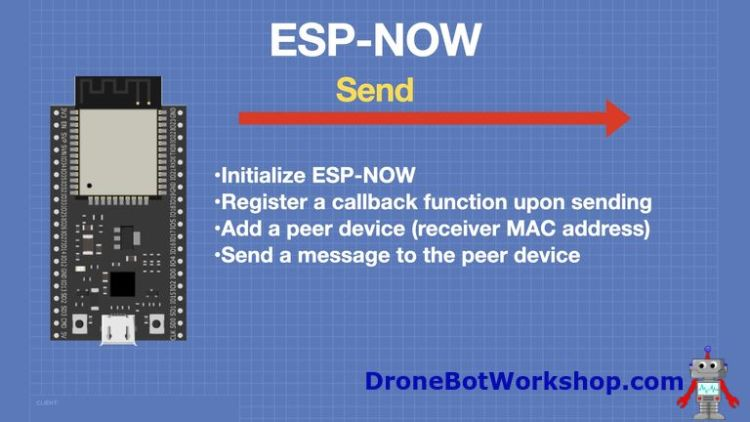 ESP-NOW
Send
•Initialize ESP-NOW
•Register a callback function upon sending
•Add a peer device (receiver MAC address)
•Send a message to the peer device
DroneBotWorkshop.com
CLIENT: